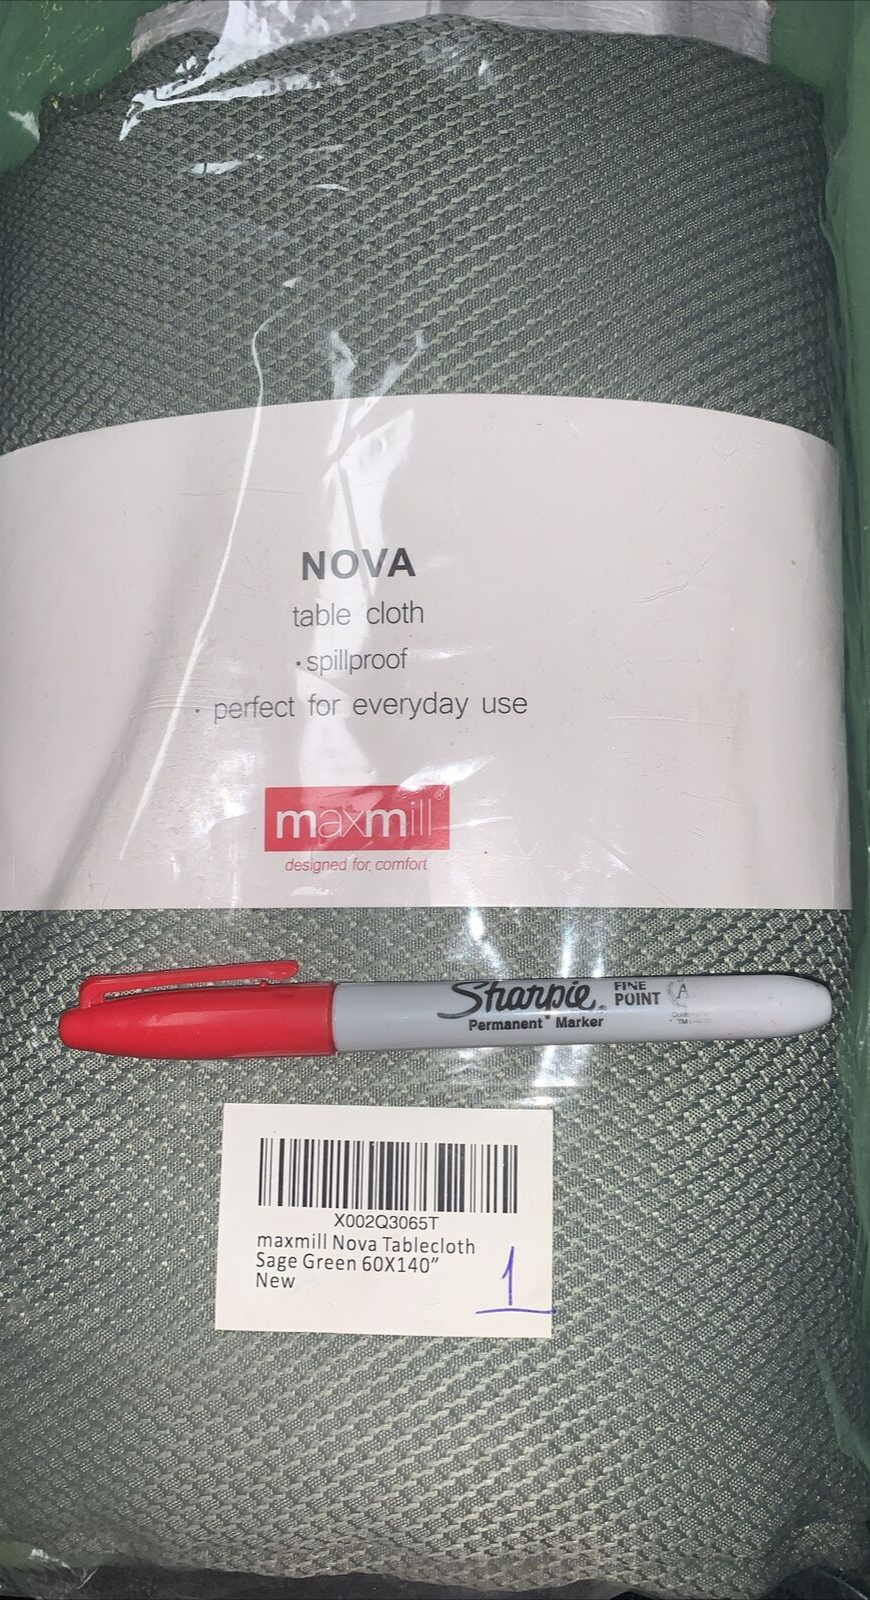 NOVA
table cloth
• spillproof
• perfect for everyday use
maxmill®
designed for comfort
Sharpie®
FINE
POINT
Permanent Marker
X002Q3065T
maxmill Nova Tablecloth
Sage Green 60X140”
New
1